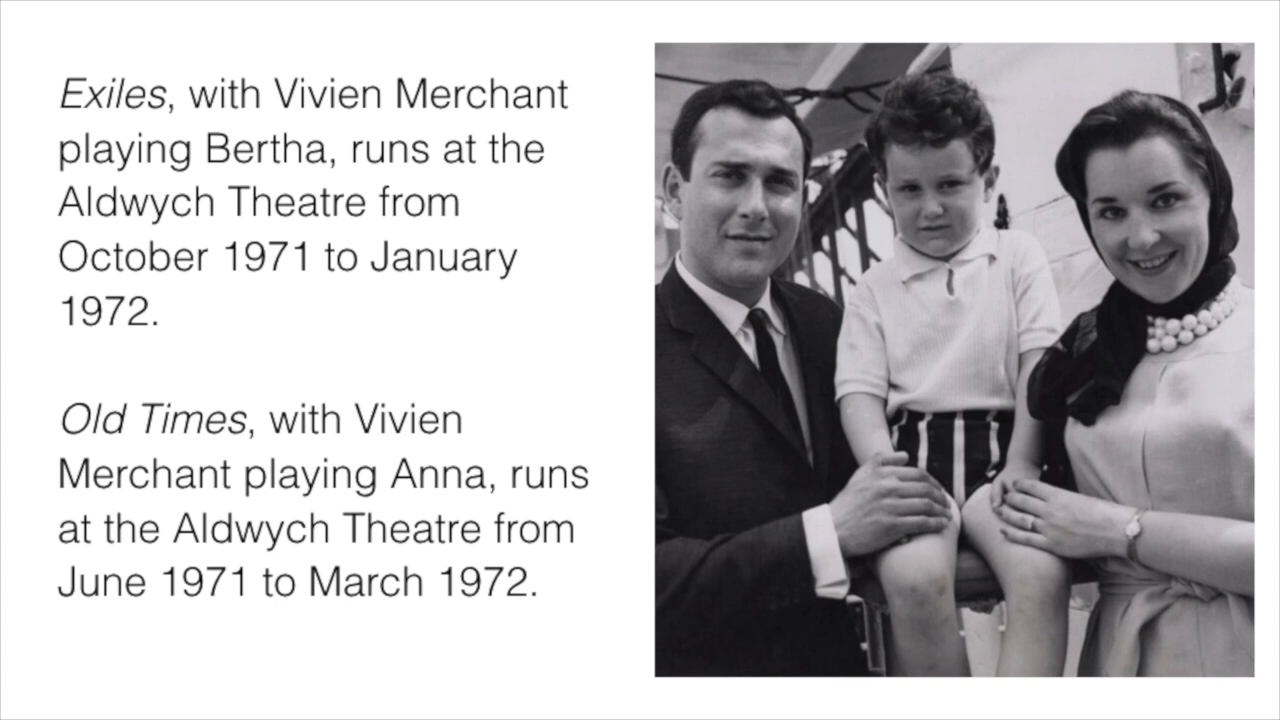 Exiles, with Vivien Merchant
playing Bertha, runs at the
Aldwych Theatre from
October 1971 to January
1972.
Old Times, with Vivien
Merchant playing Anna, runs
at the Aldwych Theatre from
June 1971 to March 1972.